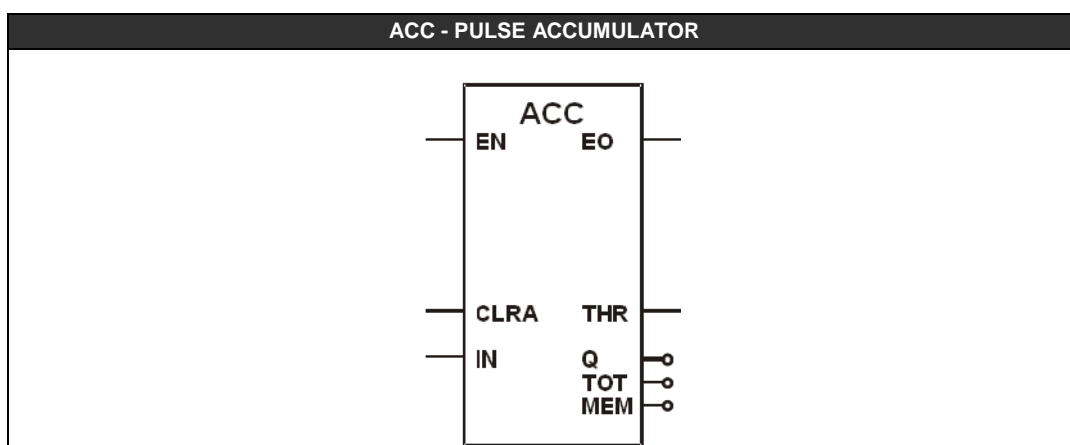 ACC - PULSE ACCUMULATOR
ACC
EN EO
CLRA THR
IN Q
TOT
MEM